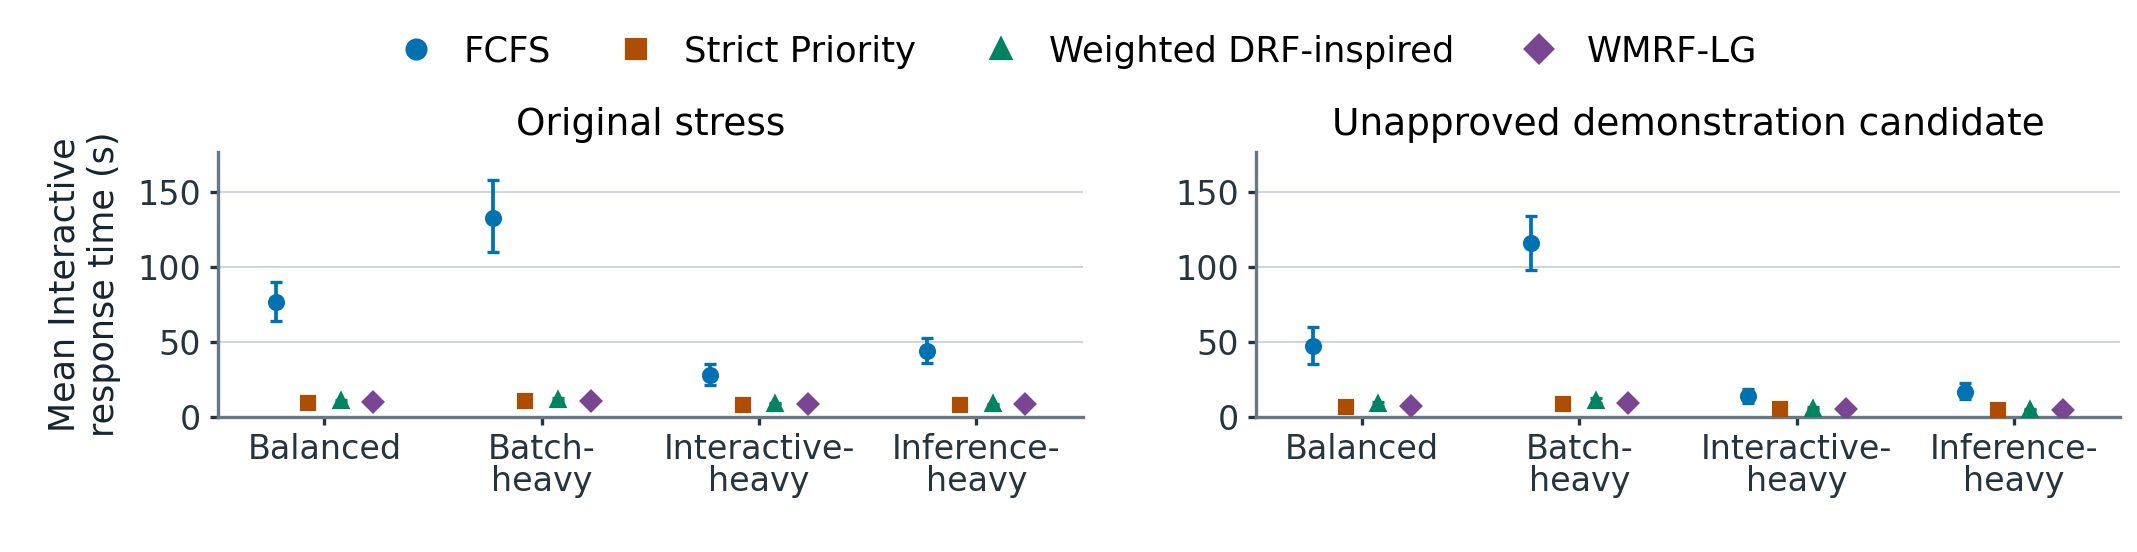 FCFS Strict Priority Weighted DRF-inspired WMRF-LG
Original stress
Mean Interactive
response time (s)
150
100
50
0
Balanced Batch- Interactive- Inference-
heavy heavy heavy
Unapproved demonstration candidate
150
100
50
0
Balanced Batch- Interactive- Inference-
heavy heavy heavy